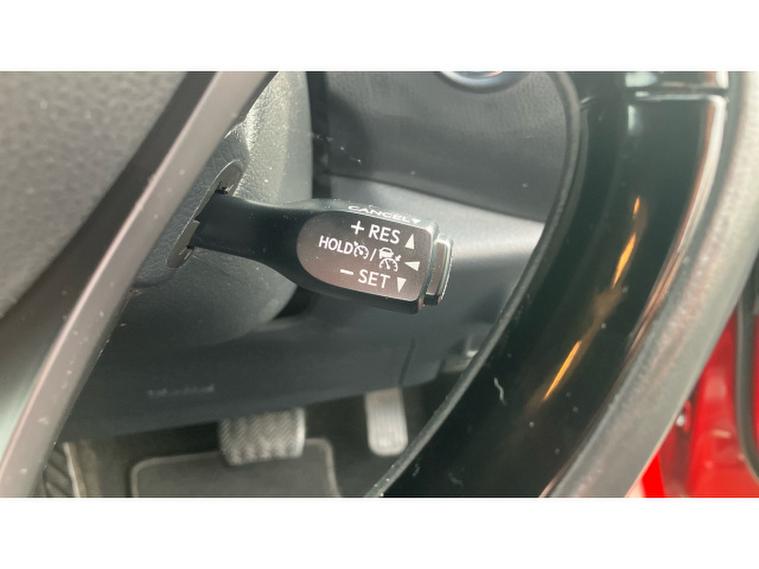 CANCEL▼
+ RES ▲
HOLD / ◀
− SET ▼